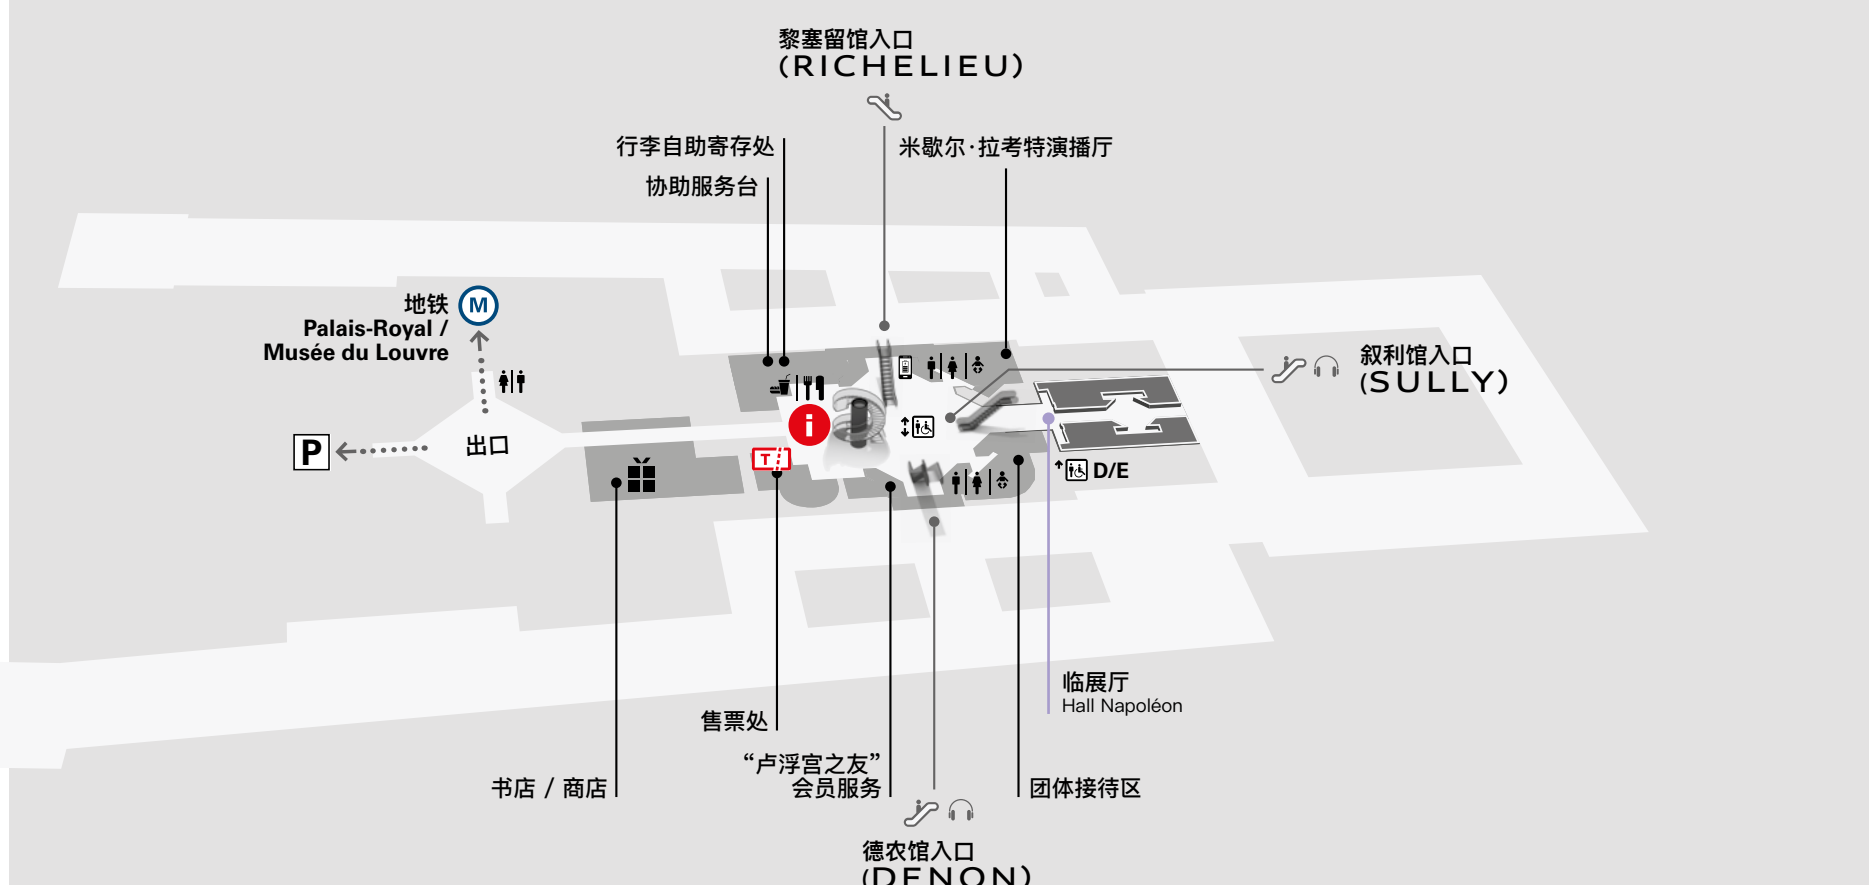 黎塞留馆入口
(RICHELIEU)
行李自助寄存处
米歇尔·拉考特演播厅
协助服务台
地铁
M
Palais-Royal /
Musée du Louvre
叙利馆入口
(SULLY)
i
出口
P
T
D/E
临展厅
Hall Napoléon
售票处
“卢浮宫之友”
会员服务
书店 / 商店
团体接待区
德农馆入口
(DENON)